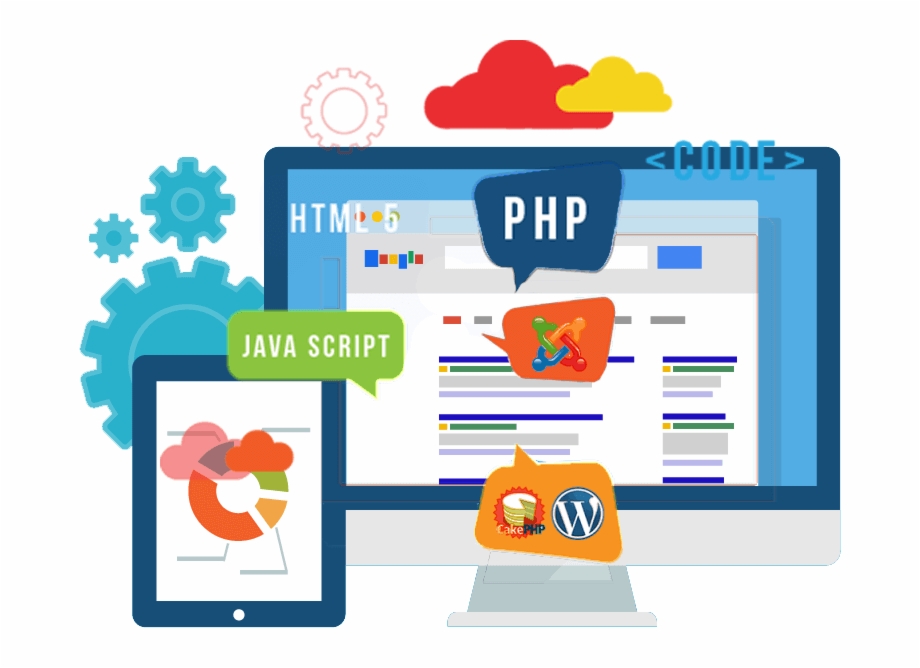 <CODE>
HTML 5
PHP
JAVA SCRIPT
CakePHP
W